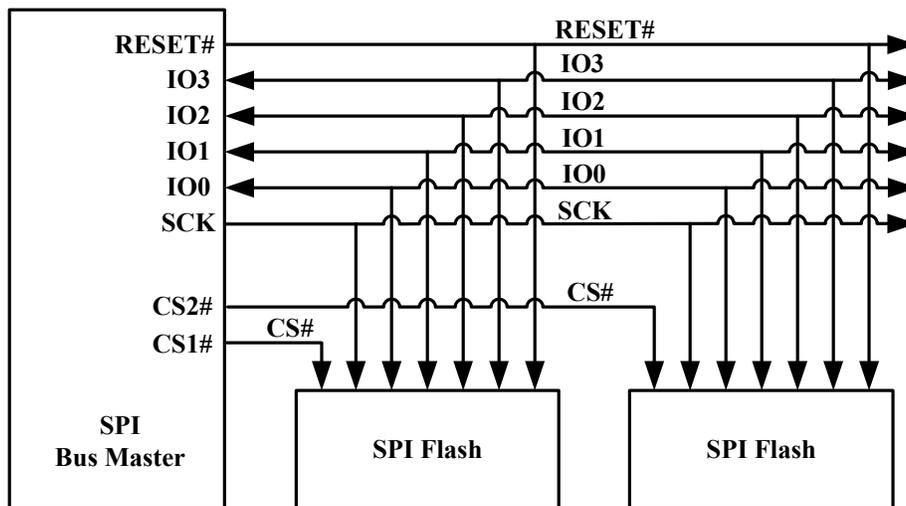 RESET#
RESET#
IO3
IO3
IO2
IO2
IO1
IO1
IO0
IO0
SCK
SCK
CS2#
CS#
CS1#
CS#
SPI
Bus Master
SPI Flash
SPI Flash